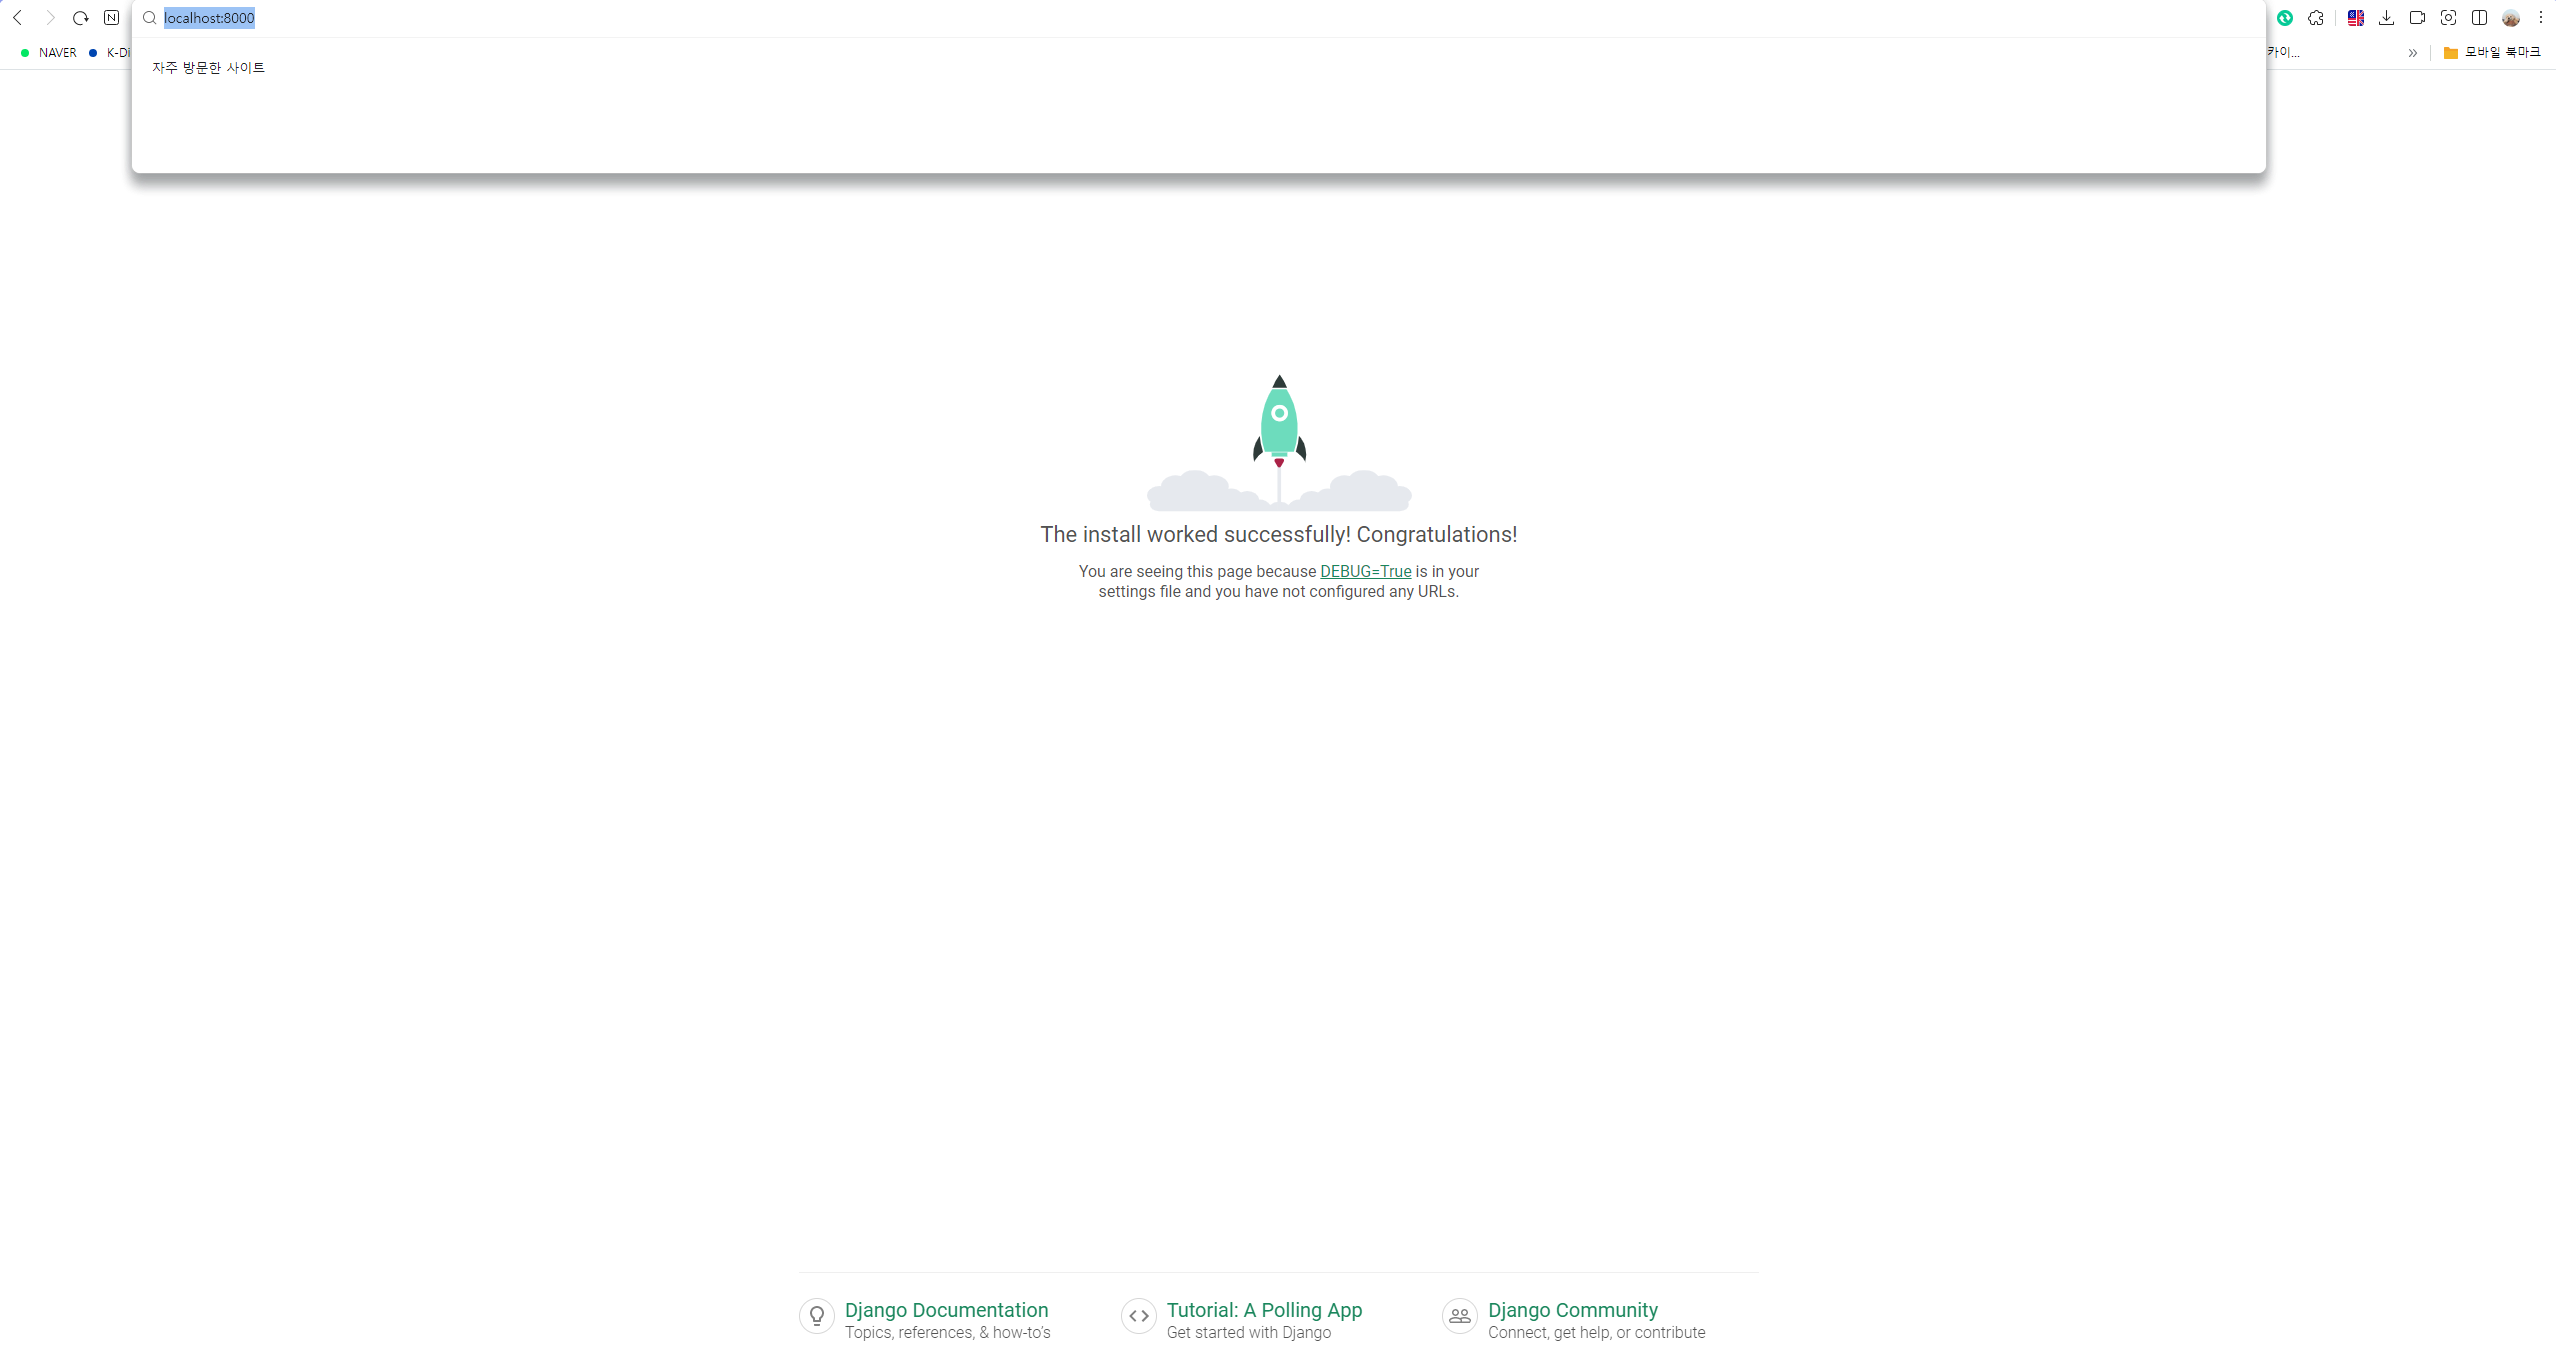 N
localhost:8000
NAVER
K-Di
카이...
모바일 북마크
자주 방문한 사이트
The install worked successfully! Congratulations!
You are seeing this page because DEBUG=True is in your
settings file and you have not configured any URLs.
Django Documentation
Topics, references, & how-to's
Tutorial: A Polling App
Get started with Django
Django Community
Connect, get help, or contribute